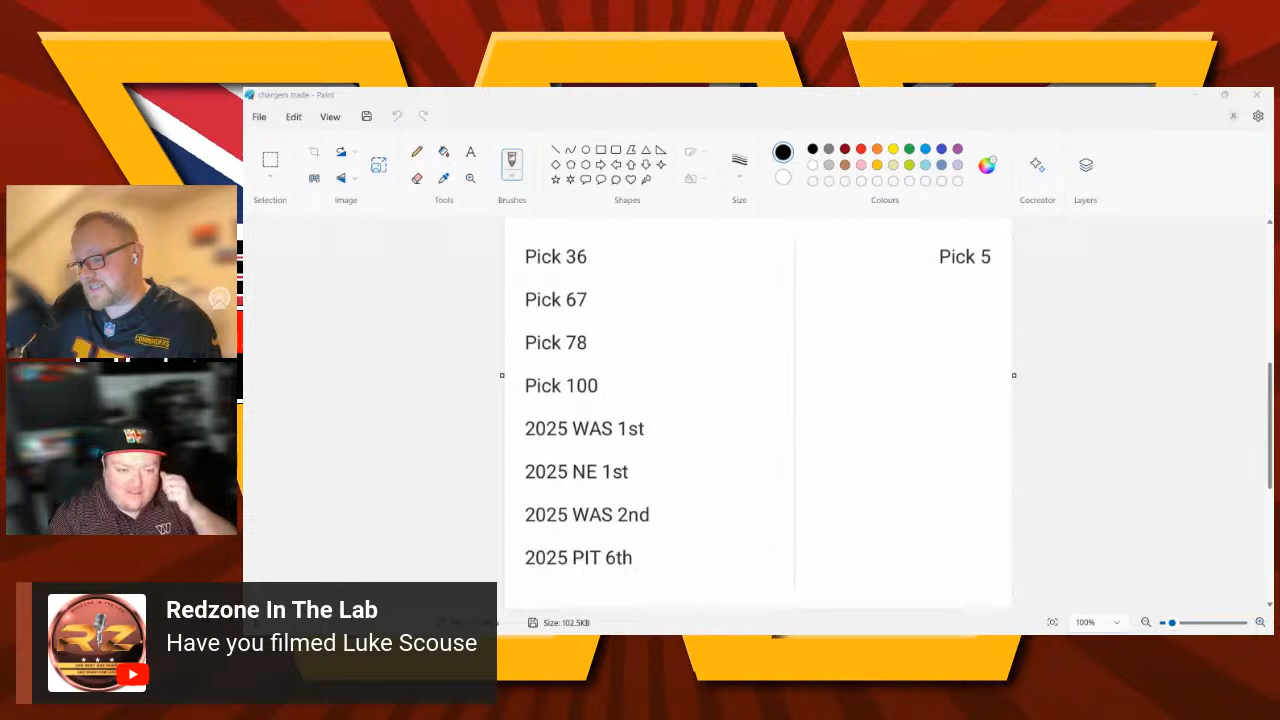 chargers trade - Paint
File Edit View
Selection Image Tools Brushes Shapes Size Colours Cocreator Layers
Pick 36
Pick 67
Pick 78
Pick 100
2025 WAS 1st
2025 NE 1st
2025 WAS 2nd
2025 PIT 6th
Pick 5
COMMANDERS
Size: 102.5KB
100%
Redzone In The Lab
Have you filmed Luke Scouse